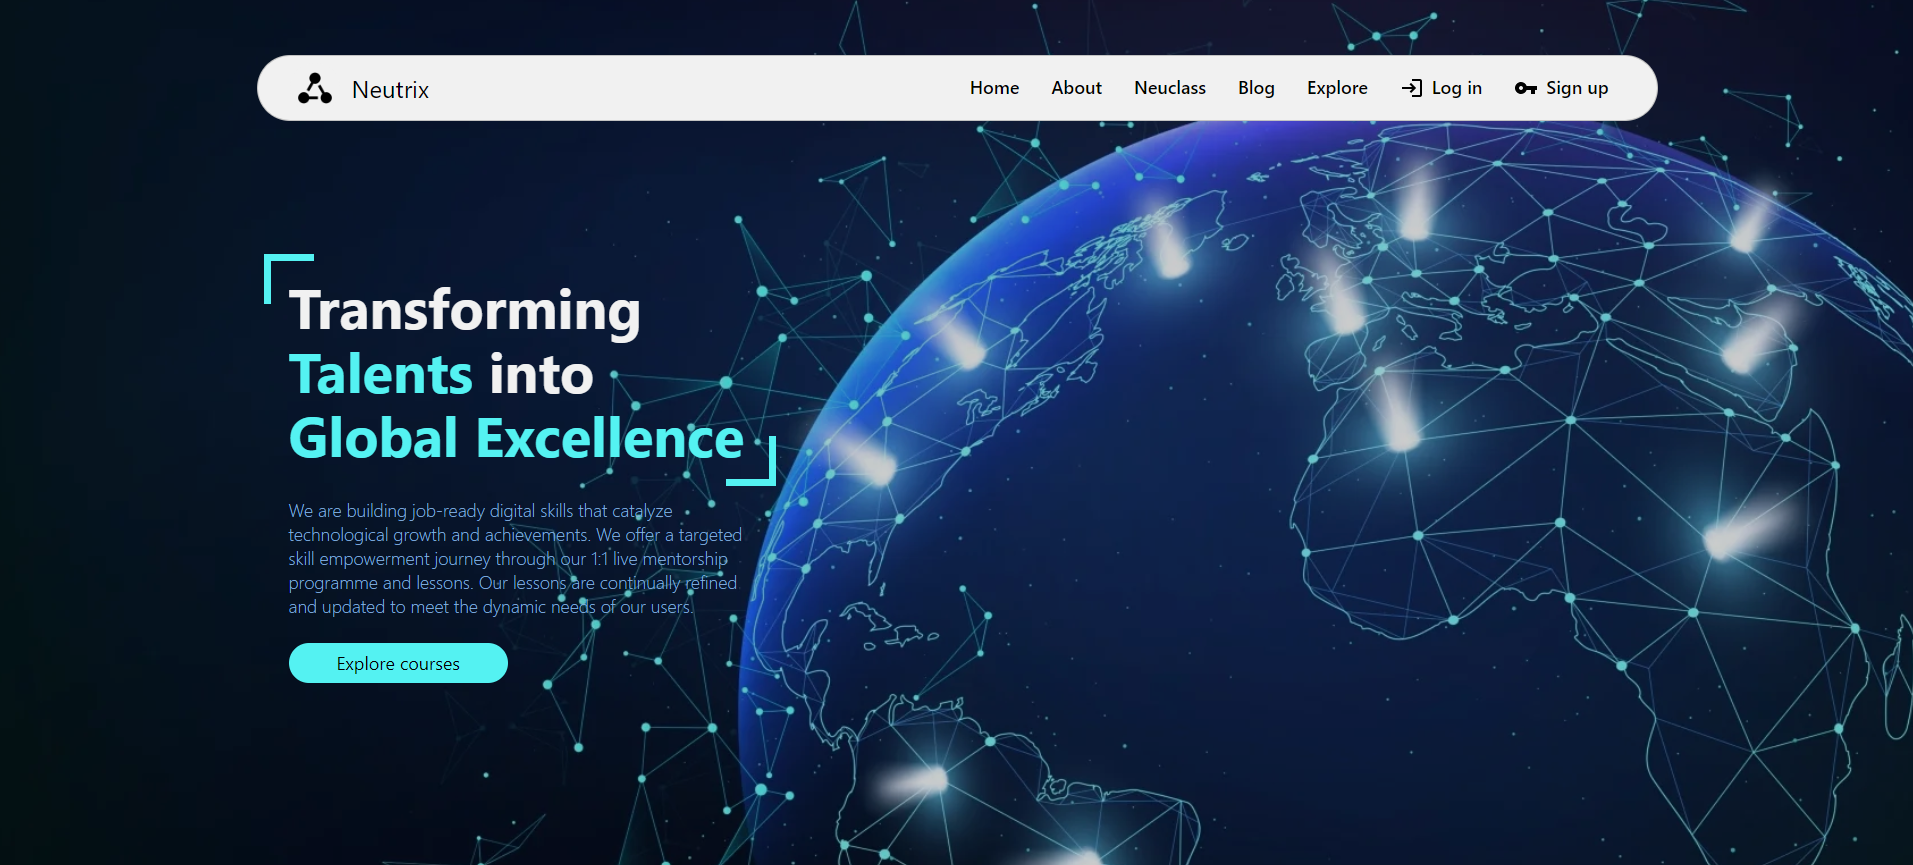 Neutrix
Home About Neuclass Blog Explore Log in Sign up
Transforming
Talents into
Global Excellence
We are building job-ready digital skills that catalyze
technological growth and achievements. We offer a targeted
skill empowerment journey through our 1:1 live mentorship
programme and lessons. Our lessons are continually refined
and updated to meet the dynamic needs of our users.
Explore courses